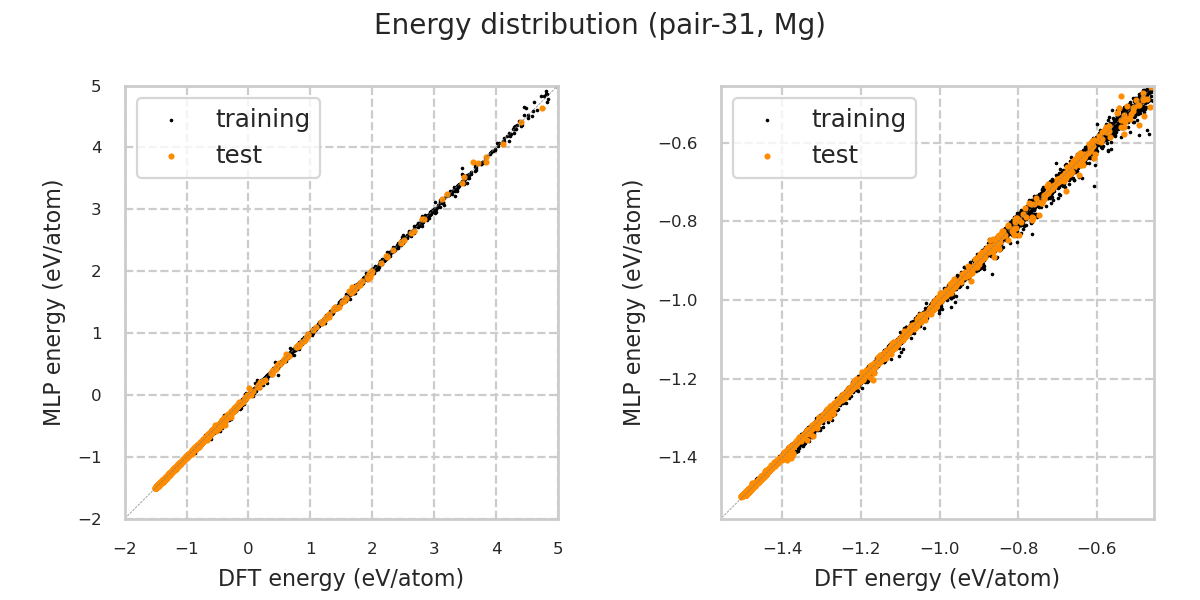 Energy distribution (pair-31, Mg)
5
4
3
2
1
0
−1
−2
−2
−1
0
1
2
3
4
5
MLP energy (eV/atom)
DFT energy (eV/atom)
training
test
−0.6
−0.8
−1.0
−1.2
−1.4
−1.4
−1.2
−1.0
−0.8
−0.6
MLP energy (eV/atom)
DFT energy (eV/atom)
training
test